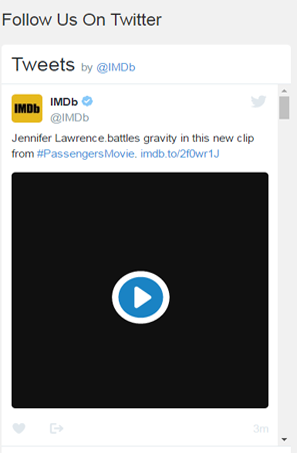 Follow Us On Twitter
Tweets by @IMDb
IMDb
IMDb
@IMDb
Jennifer Lawrence.battles gravity in this new clip
from #PassengersMovie. imdb.to/2f0wr1J
3m